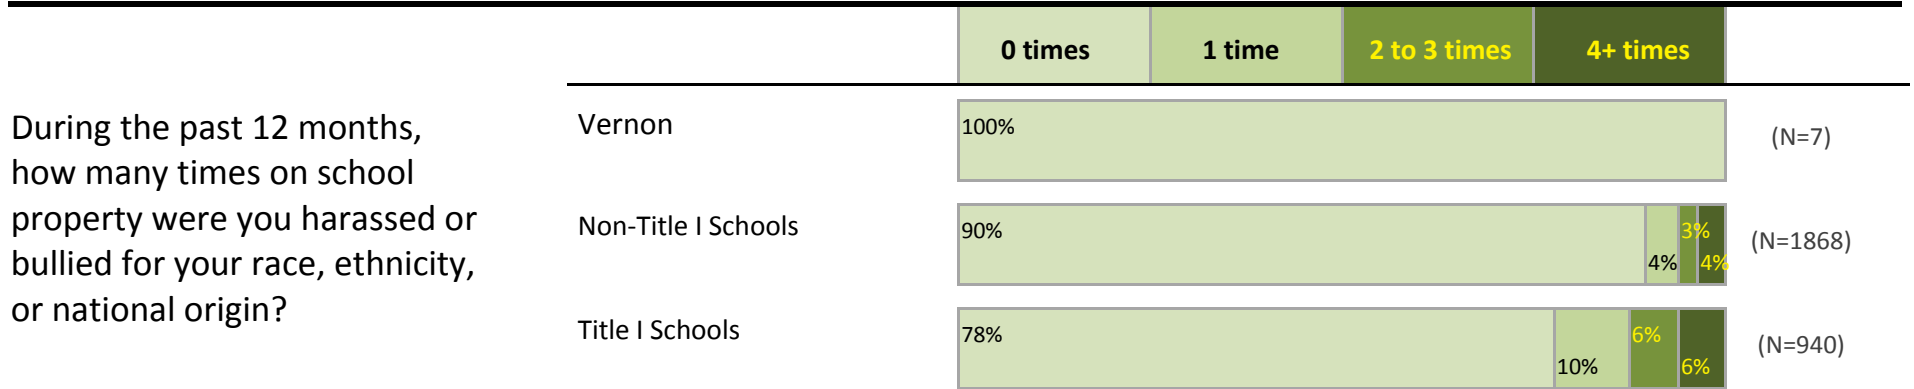 0 times 1 time 2 to 3 times 4+ times
During the past 12 months,
how many times on school
property were you harassed or
bullied for your race, ethnicity,
or national origin?
Vernon 100% (N=7)
Non-Title I Schools 90% 4% 3% 4% (N=1868)
Title I Schools 78% 10% 6% 6% (N=940)